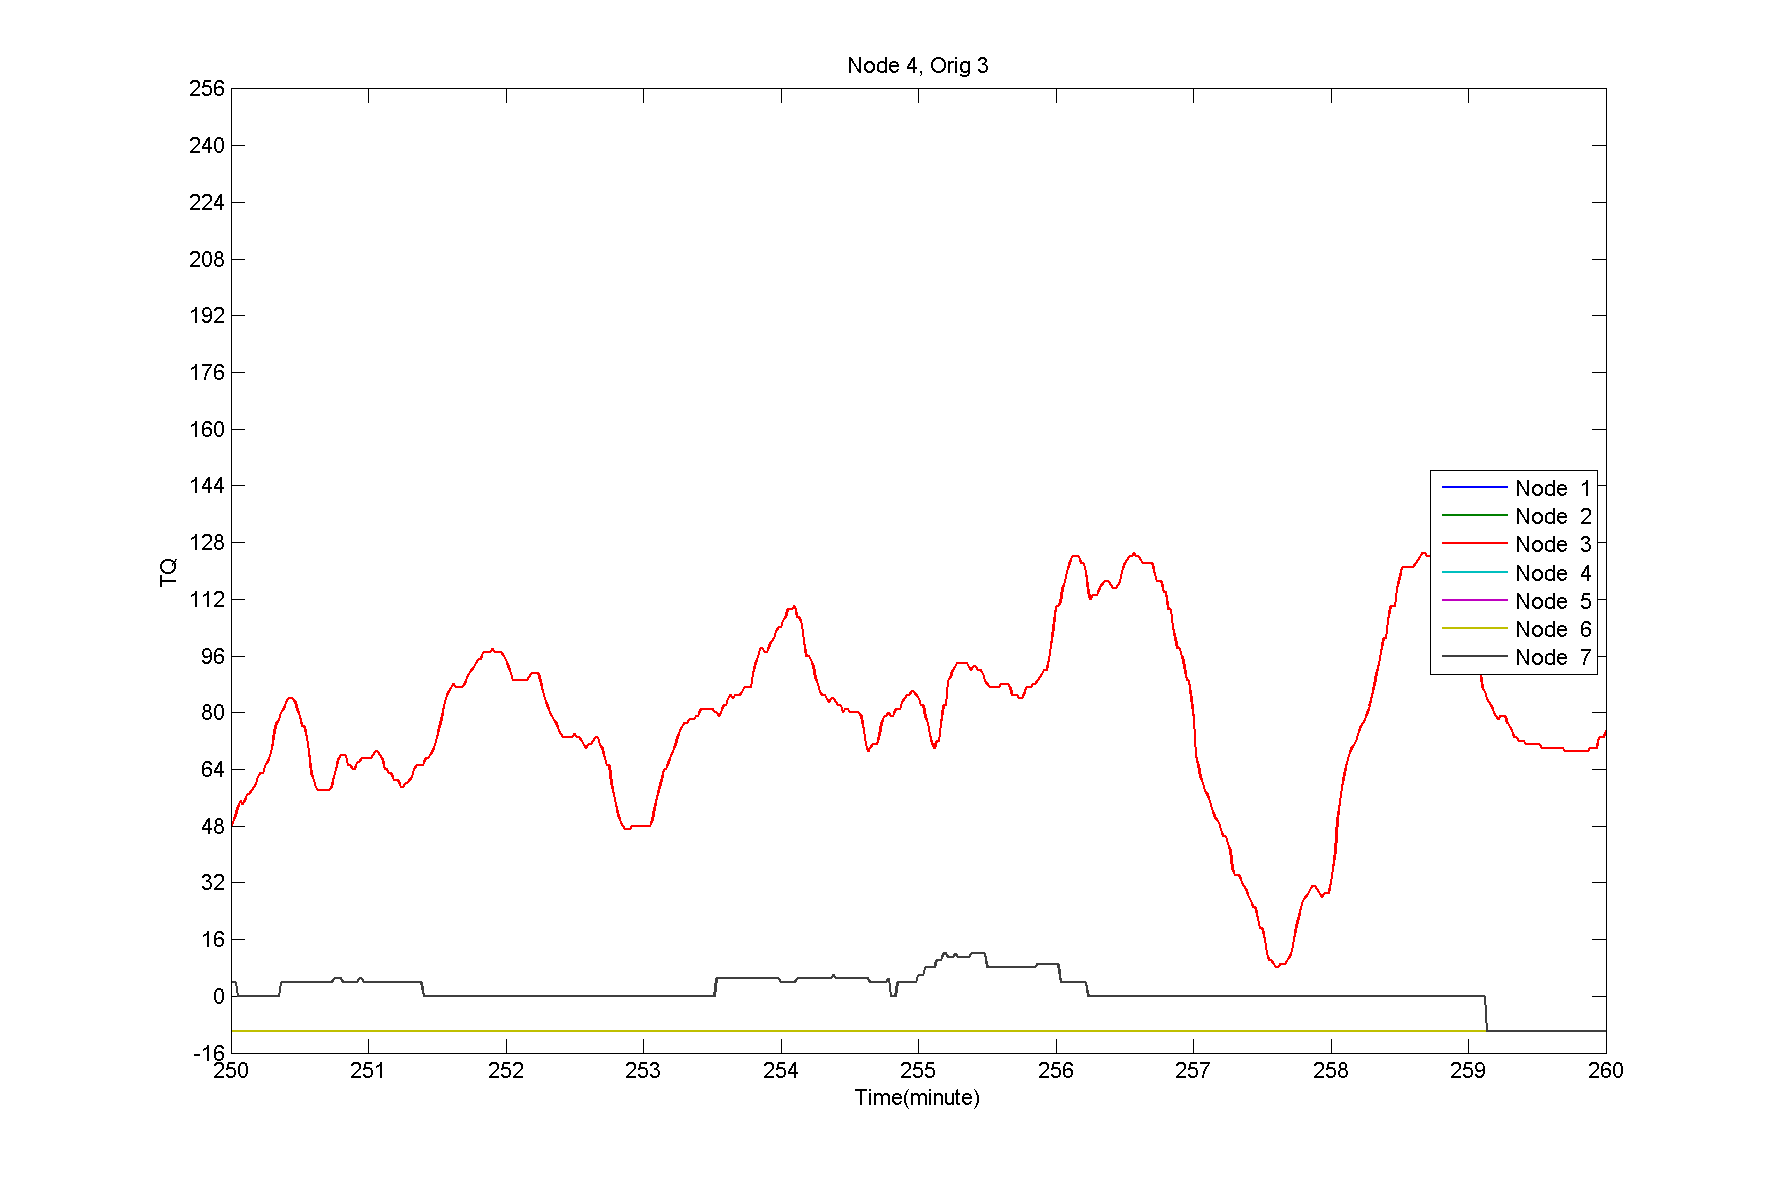 Node 4, Orig 3
256
240
224
208
192
176
160
144
128
112
96
80
64
48
32
16
0
-16
TQ
Node 1
Node 2
Node 3
Node 4
Node 5
Node 6
Node 7
250 251 252 253 254 255 256 257 258 259 260
Time(minute)